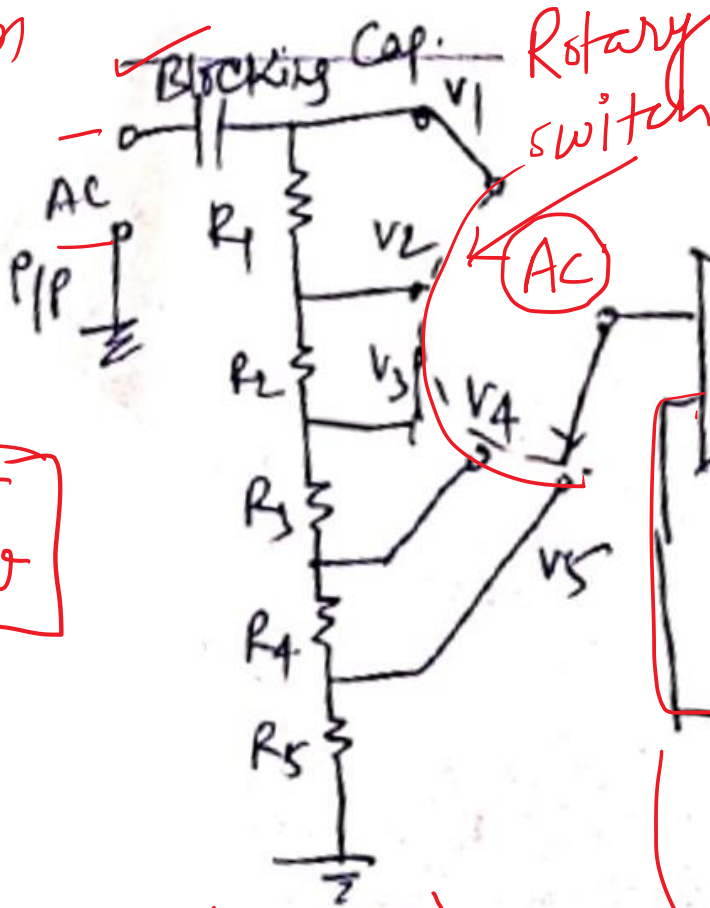 Blocking Cap.
Rotary
switch
V1
AC
P/P
R1
V2
AC
R2
V3
V4
R3
V5
R4
R5